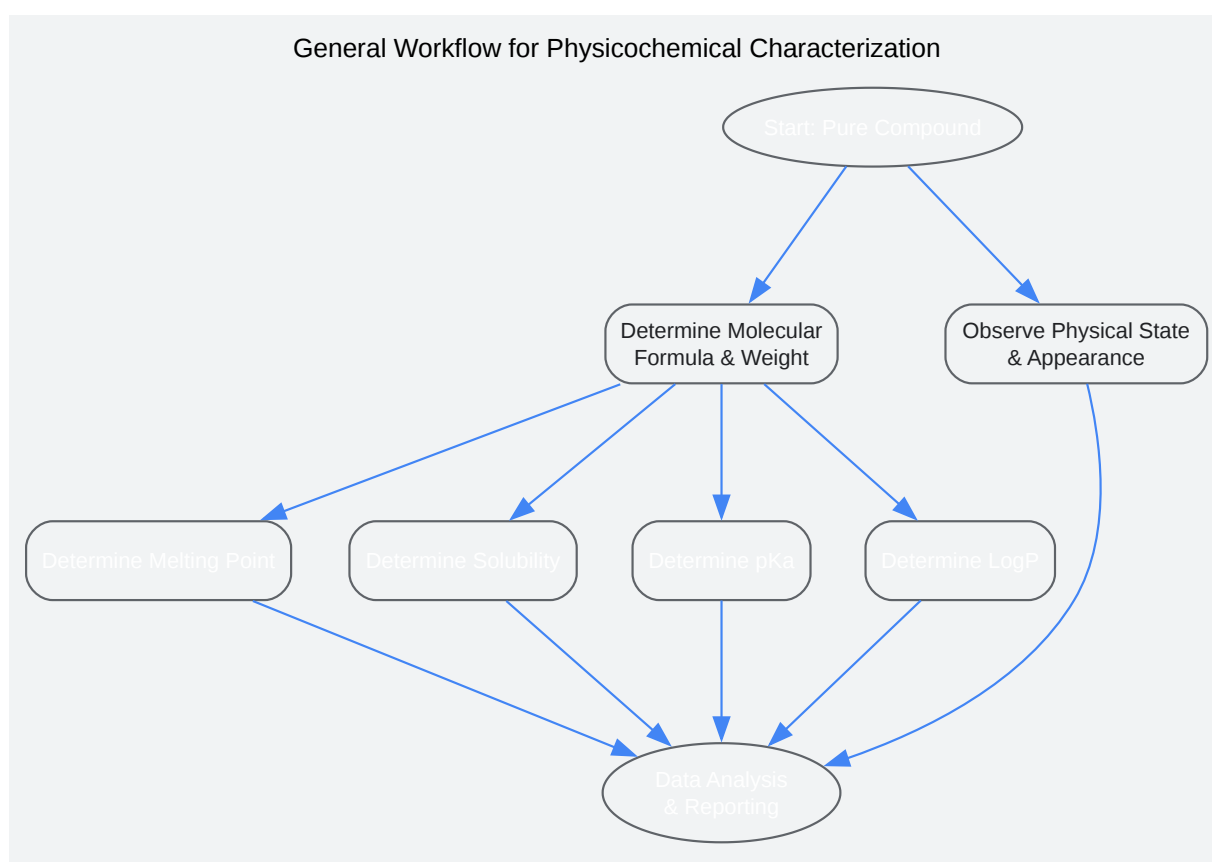 General Workflow for Physicochemical Characterization
Start: Pure Compound
Determine Molecular
Formula & Weight
Observe Physical State
& Appearance
Determine Melting Point
Determine Solubility
Determine pKa
Determine LogP
Data Analysis
& Reporting